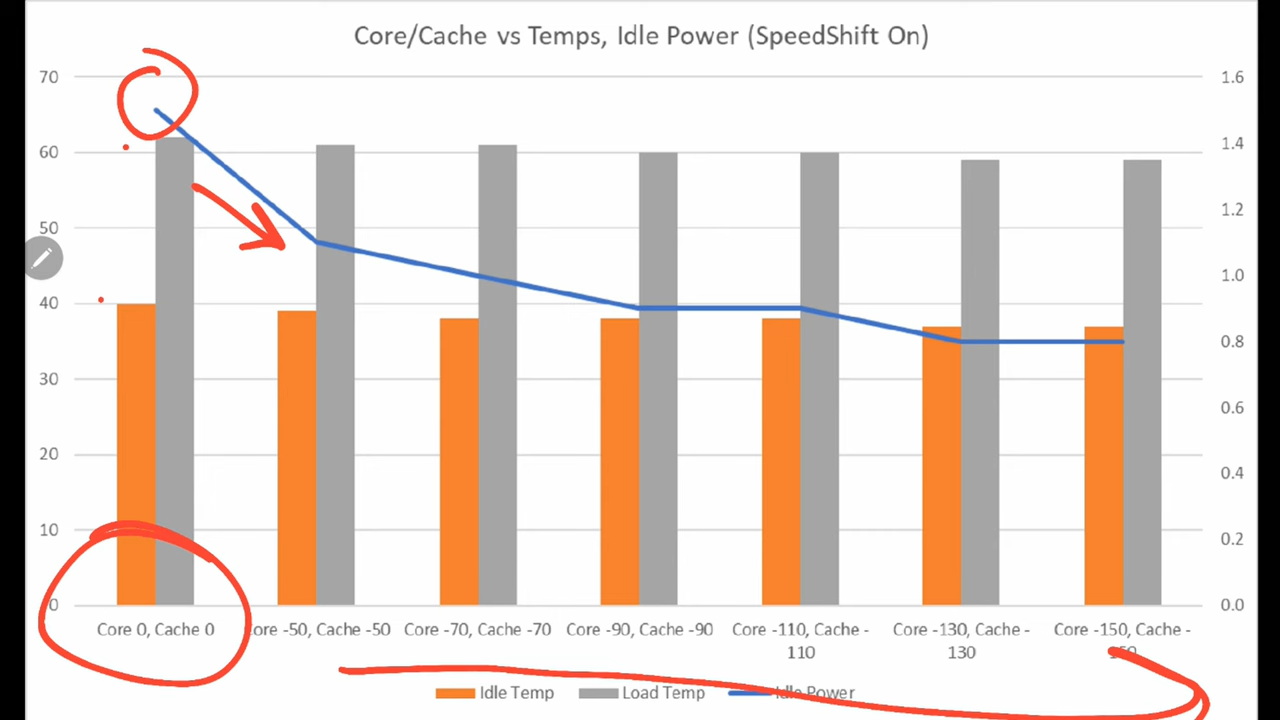 Core/Cache vs Temps, Idle Power (SpeedShift On)
70
60
50
40
30
20
10
0
1.6
1.4
1.2
1.0
0.8
0.6
0.4
0.2
0.0
Core 0, Cache 0
Core -50, Cache -50
Core -70, Cache -70
Core -90, Cache -90
Core -110, Cache -
110
Core -130, Cache -
130
Core -150, Cache -
150
Idle Temp
Load Temp
Idle Power